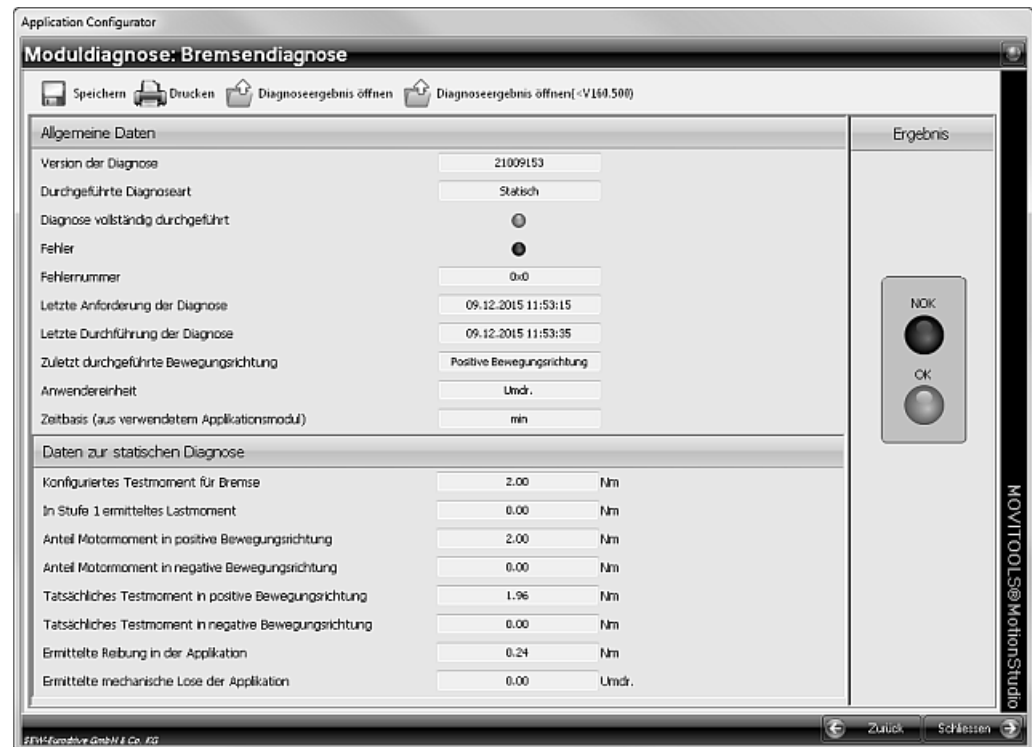 Application Configurator
Moduldiagnose: Bremsendiagnose
Speichern Drucken Diagnoseergebnis öffnen Diagnoseergebnis öffnen(<V160.500)
Allgemeine Daten
Ergebnis
Version der Diagnose 21009153
Durchgeführte Diagnoseart Statisch
Diagnose vollständig durchgeführt
Fehler
Fehlernummer 0x0
Letzte Anforderung der Diagnose 09.12.2015 11:53:15
Letzte Durchführung der Diagnose 09.12.2015 11:53:35
Zuletzt durchgeführte Bewegungsrichtung Positive Bewegungsrichtung
Anwendereinheit Umdr.
Zeitbasis (aus verwendetem Applikationsmodul) min
NOK
OK
Daten zur statischen Diagnose
Konfiguriertes Testmoment für Bremse 2.00 Nm
In Stufe 1 ermitteltes Lastmoment 0.00 Nm
Anteil Motormoment in positive Bewegungsrichtung 2.00 Nm
Anteil Motormoment in negative Bewegungsrichtung 0.00 Nm
Tatsächliches Testmoment in positive Bewegungsrichtung 1.96 Nm
Tatsächliches Testmoment in negative Bewegungsrichtung 0.00 Nm
Ermittelte Reibung in der Applikation 0.24 Nm
Ermittelte mechanische Lose der Applikation 0.00 Umdr.
MOVITOOLS® MotionStudio
SEW-Eurodrive GmbH & Co. KG
Zurück Schliessen